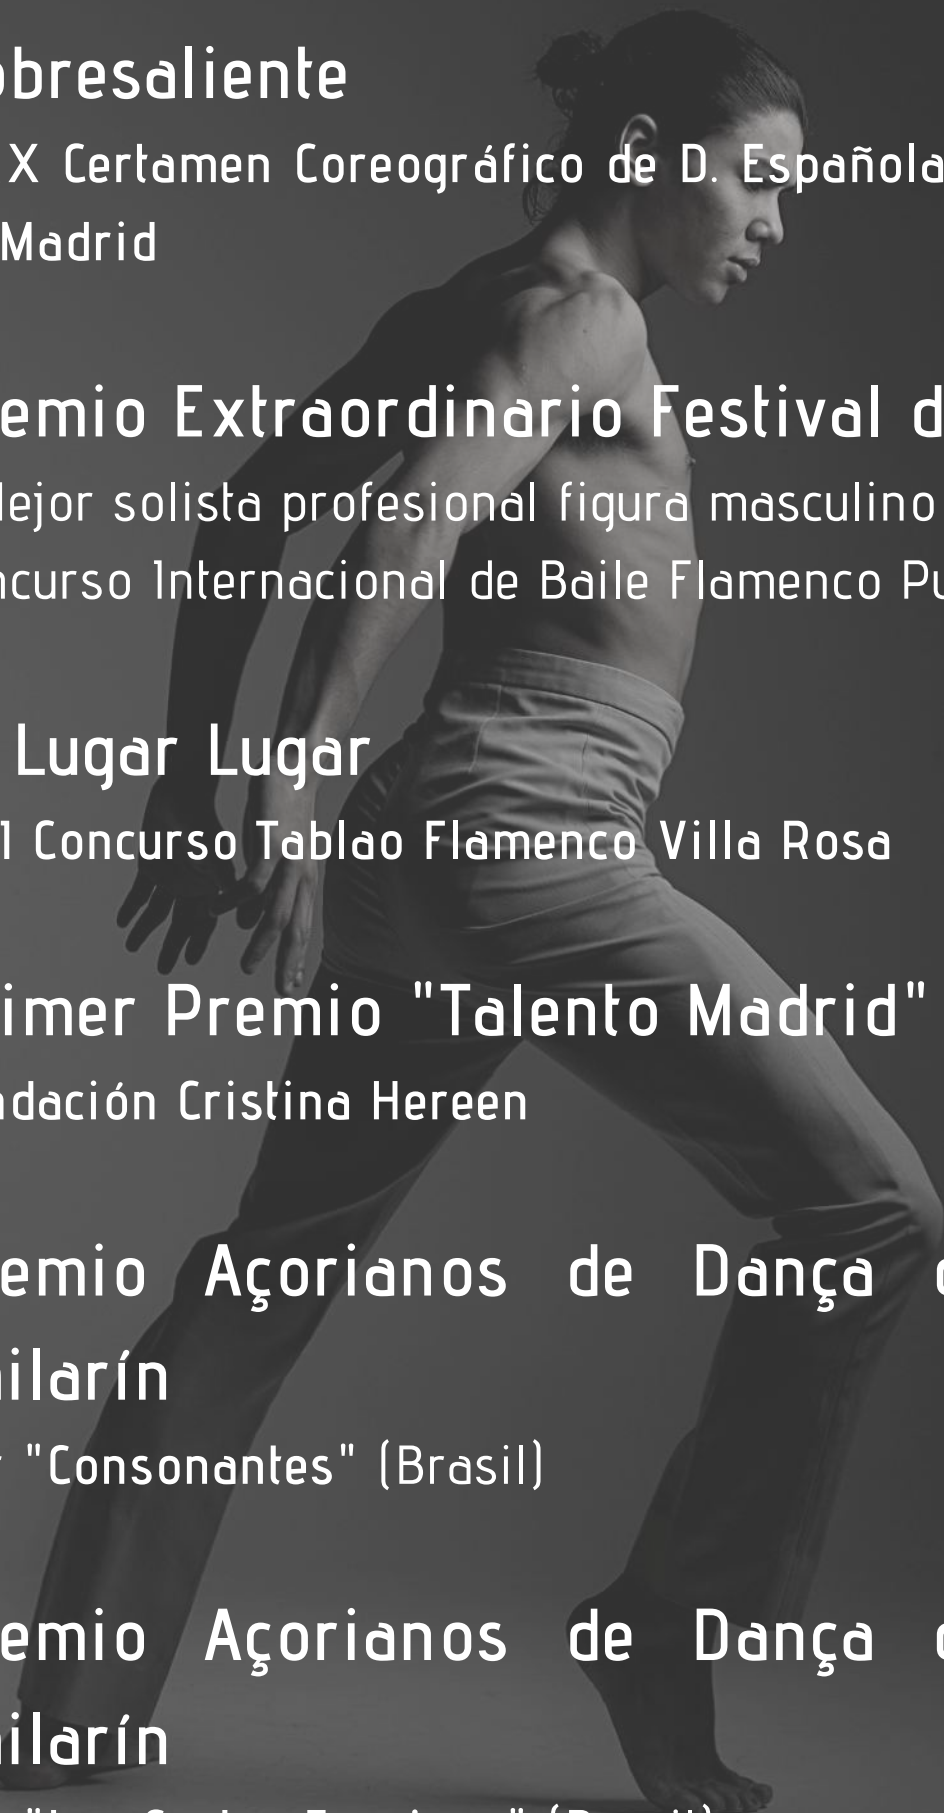 obresaliente
X Certamen Coreográfico de D. Española
Madrid
emio Extraordinario Festival d
lejor solista profesional figura masculino
ncurso Internacional de Baile Flamenco Pu
Lugar Lugar
1 Concurso Tablao Flamenco Villa Rosa
imer Premio "Talento Madrid"
ndación Cristina Hereen
emio Açorianos de Dança
ilarín
"Consonantes" (Brasil)
emio Açorianos de Dança
ilarín